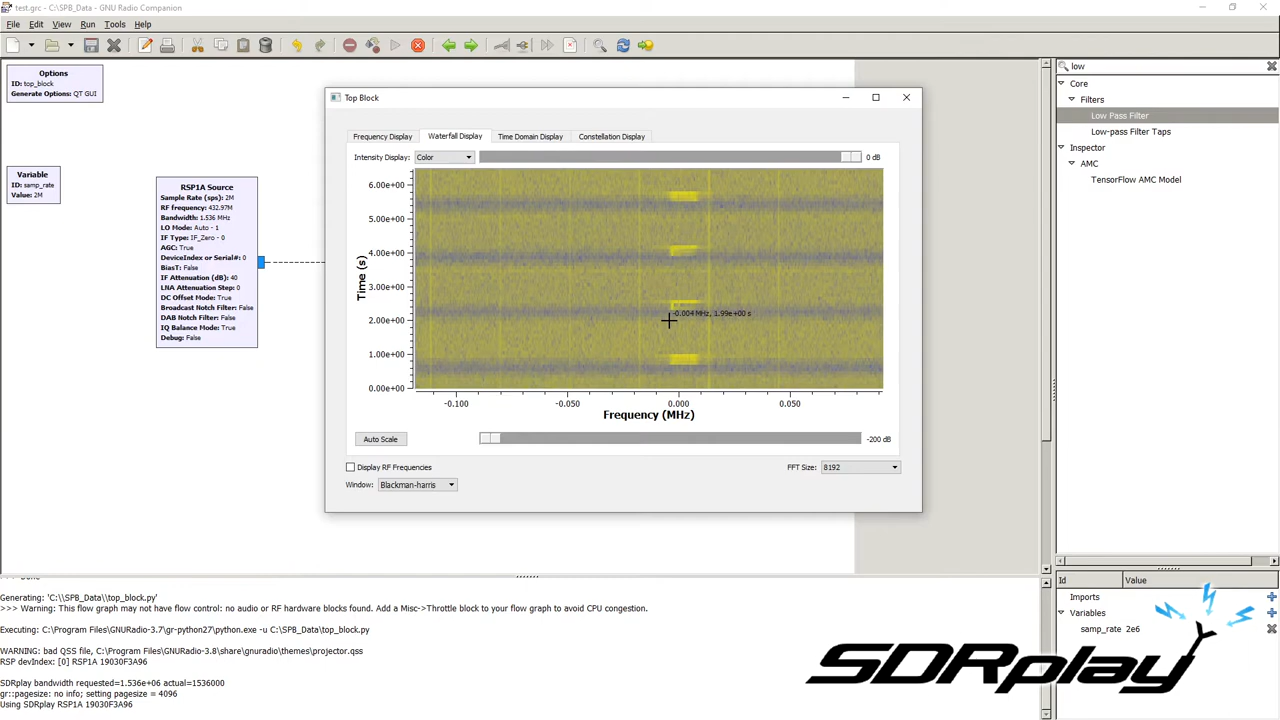 test.grc - C:\SPB_Data - GNU Radio Companion
File Edit View Run Tools Help
Options
ID: top_block
Generate Options: QT GUI
Variable
ID: samp_rate
Value: 2M
RSP1A Source
Sample Rate (sps): 2M
RF frequency: 432.97M
Bandwidth: 1.536 MHz
LO Mode: Auto - 1
IF Type: IF_Zero - 0
AGC: True
DeviceIndex or Serial#: 0
BiasT: False
IF Attenuation (dB): 40
LNA Attenuation Step: 0
DC Offset Mode: True
Broadcast Notch Filter: False
DAB Notch Filter: False
IQ Balance Mode: True
Debug: False
Top Block
Frequency Display Waterfall Display Time Domain Display Constellation Display
Intensity Display: Color 0 dB
6.00e+00
5.00e+00
4.00e+00
3.00e+00
2.00e+00
1.00e+00
0.00e+00
Time (s)
-0.004 MHz, 1.99e+00 s
-0.100 -0.050 0.000 0.050
Frequency (MHz)
Auto Scale -200 dB
Display RF Frequencies FFT Size: 8192
Window: Blackman-harris
low
Core
Filters
Low Pass Filter
Low-pass Filter Taps
Inspector
AMC
TensorFlow AMC Model
Id Value
Imports
Variables
samp_rate 2e6
Generating: 'C:\\SPB_Data\\top_block.py'
>>> Warning: This flow graph may not have flow control: no audio or RF hardware blocks found. Add a Misc->Throttle block to your flow graph to avoid CPU congestion.
Executing: C:\Program Files\GNURadio-3.7\gr-python27\python.exe -u C:\SPB_Data\top_block.py
WARNING: bad QSS file, C:\Program Files\GNURadio-3.8\share\gnuradio\themes\projector.qss
RSP devIndex: [0] RSP1A 19030F3A96
SDRplay bandwidth requested=1.536e+06 actual=1536000
gr::pagesize: no info; setting pagesize = 4096
Using SDRplay RSP1A 19030F3A96
SDRplay